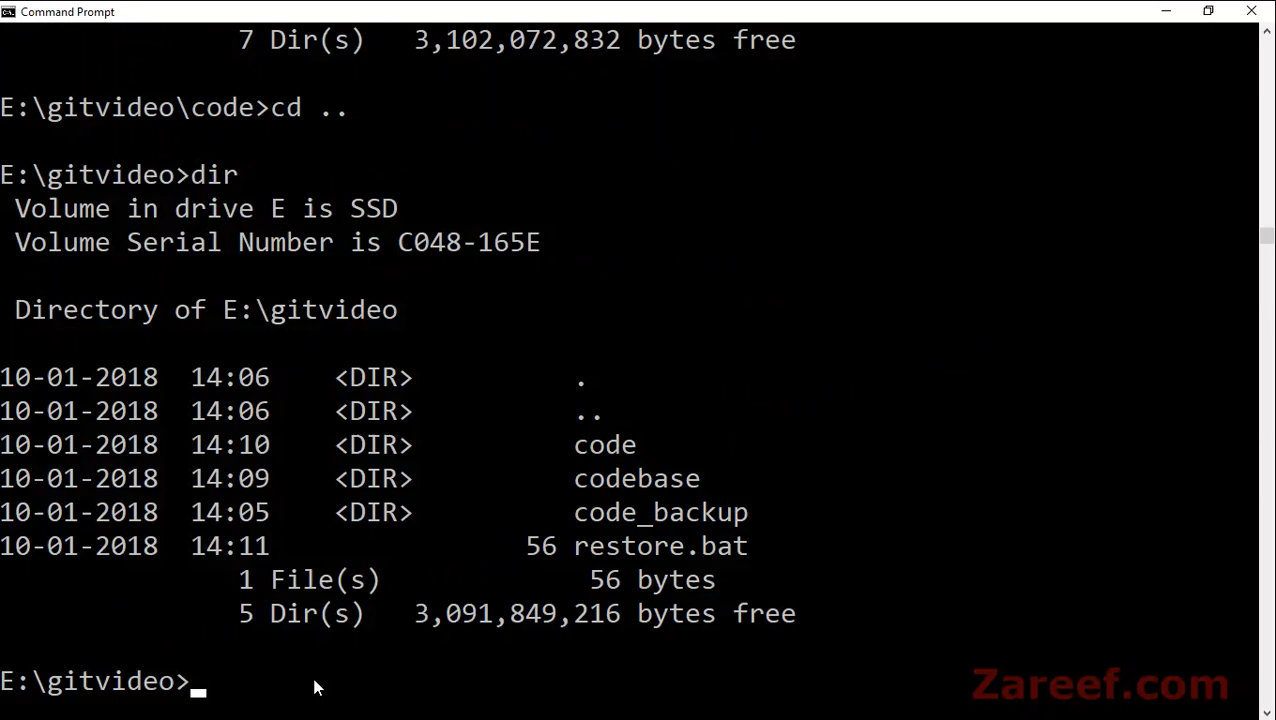 Command Prompt
7 Dir(s)   3,102,072,832 bytes free
E:\gitvideo\code>cd ..
E:\gitvideo>dir
Volume in drive E is SSD
Volume Serial Number is C048-165E
Directory of E:\gitvideo
10-01-2018  14:06    <DIR>          .
10-01-2018  14:06    <DIR>          ..
10-01-2018  14:10    <DIR>          code
10-01-2018  14:09    <DIR>          codebase
10-01-2018  14:05    <DIR>          code_backup
10-01-2018  14:11                56 restore.bat
1 File(s)             56 bytes
5 Dir(s)   3,091,849,216 bytes free
E:\gitvideo>
Zareef.com